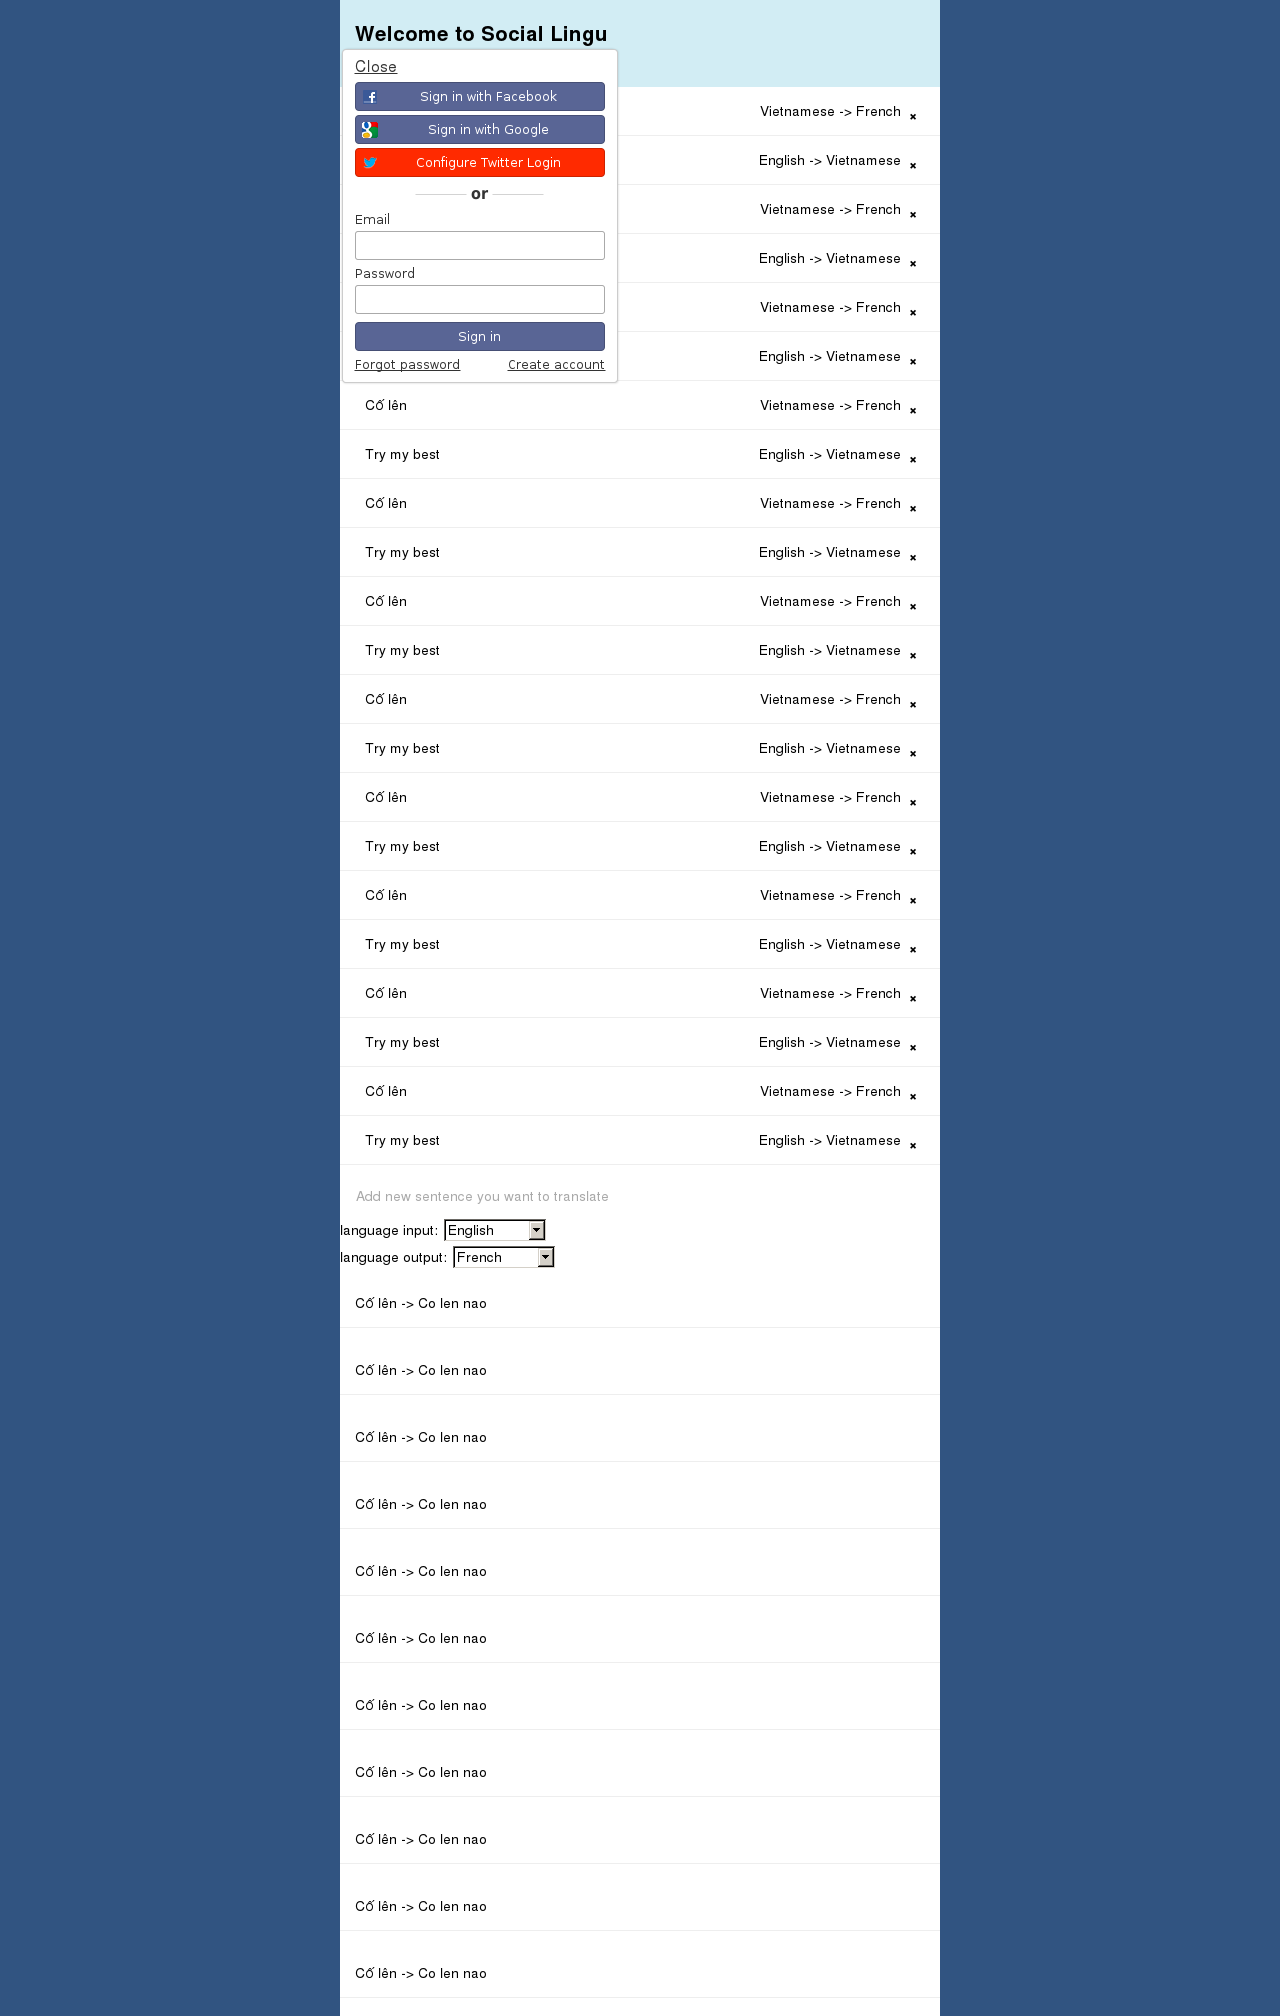 Welcome to Social Lingu
Close
Sign in with Facebook
Sign in with Google
Configure Twitter Login
or
Email
Password
Sign in
Forgot password Create account
Vietnamese -> French ×
English -> Vietnamese ×
Vietnamese -> French ×
English -> Vietnamese ×
Vietnamese -> French ×
English -> Vietnamese ×
Cố lên Vietnamese -> French ×
Try my best English -> Vietnamese ×
Cố lên Vietnamese -> French ×
Try my best English -> Vietnamese ×
Cố lên Vietnamese -> French ×
Try my best English -> Vietnamese ×
Cố lên Vietnamese -> French ×
Try my best English -> Vietnamese ×
Cố lên Vietnamese -> French ×
Try my best English -> Vietnamese ×
Cố lên Vietnamese -> French ×
Try my best English -> Vietnamese ×
Cố lên Vietnamese -> French ×
Try my best English -> Vietnamese ×
Cố lên Vietnamese -> French ×
Try my best English -> Vietnamese ×
Add new sentence you want to translate
language input: English
language output: French
Cố lên -> Co len nao
Cố lên -> Co len nao
Cố lên -> Co len nao
Cố lên -> Co len nao
Cố lên -> Co len nao
Cố lên -> Co len nao
Cố lên -> Co len nao
Cố lên -> Co len nao
Cố lên -> Co len nao
Cố lên -> Co len nao
Cố lên -> Co len nao